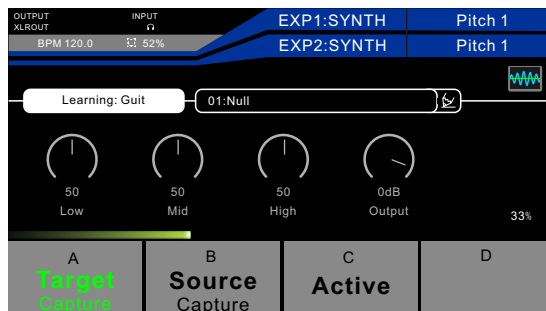 OUTPUT INPUT
XLROUT
BPM 120.0 52%
EXP1:SYNTH Pitch 1
EXP2:SYNTH Pitch 1
Learning: Guit 01:Null
50 50 50 0dB
Low Mid High Output
33%
A B C D
Target Source Active
Capture Capture